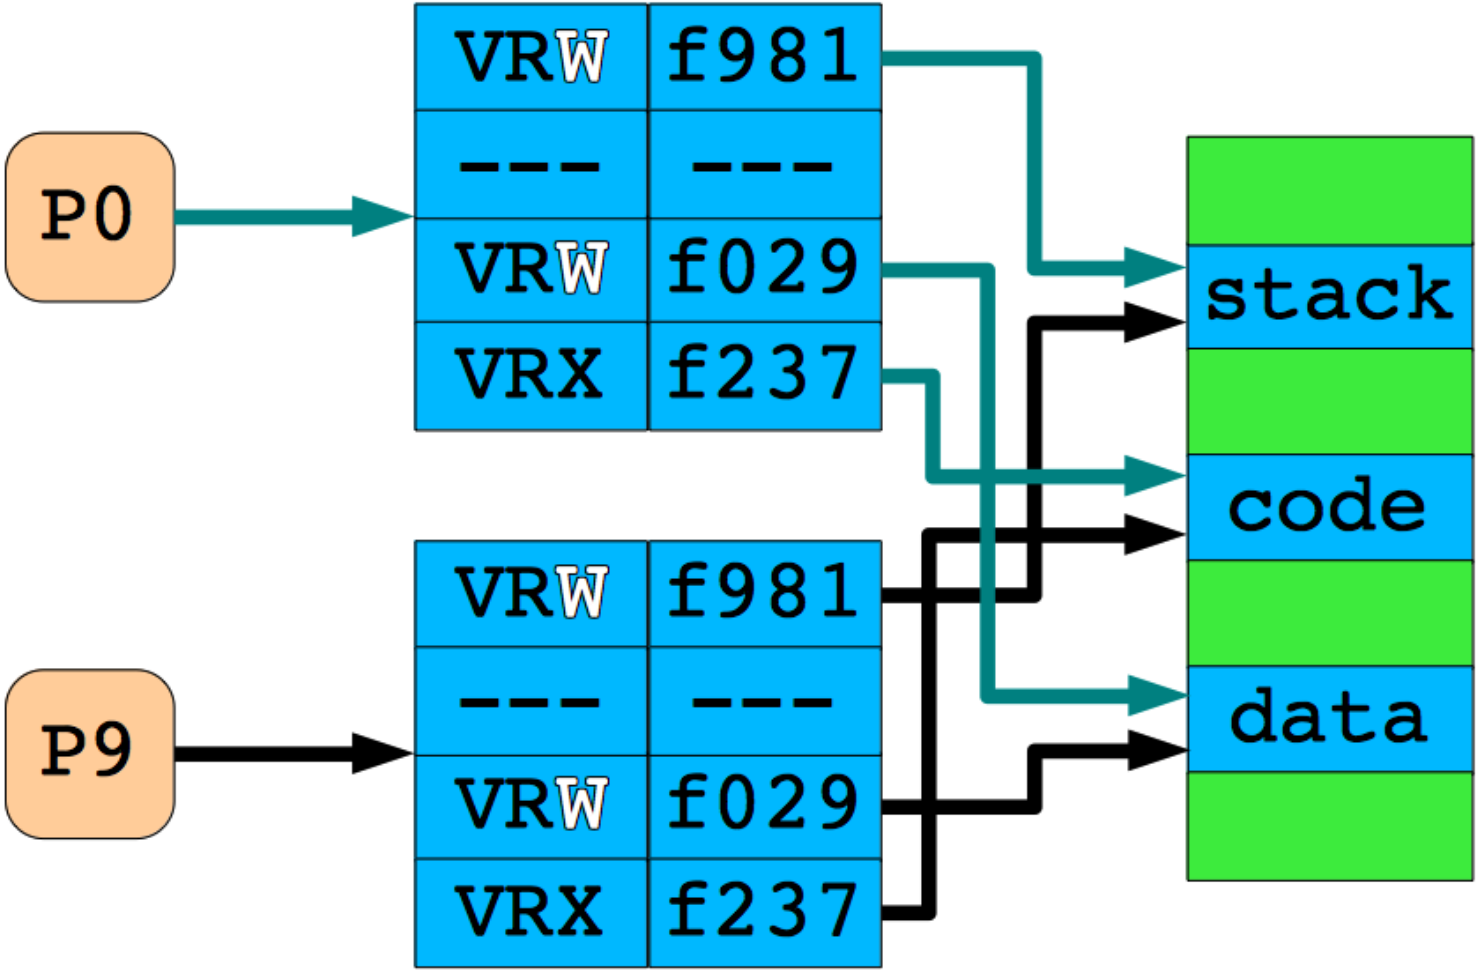 P0
VRW f981
--- ---
VRW f029
VRX f237
P9
VRW f981
--- ---
VRW f029
VRX f237
stack
code
data